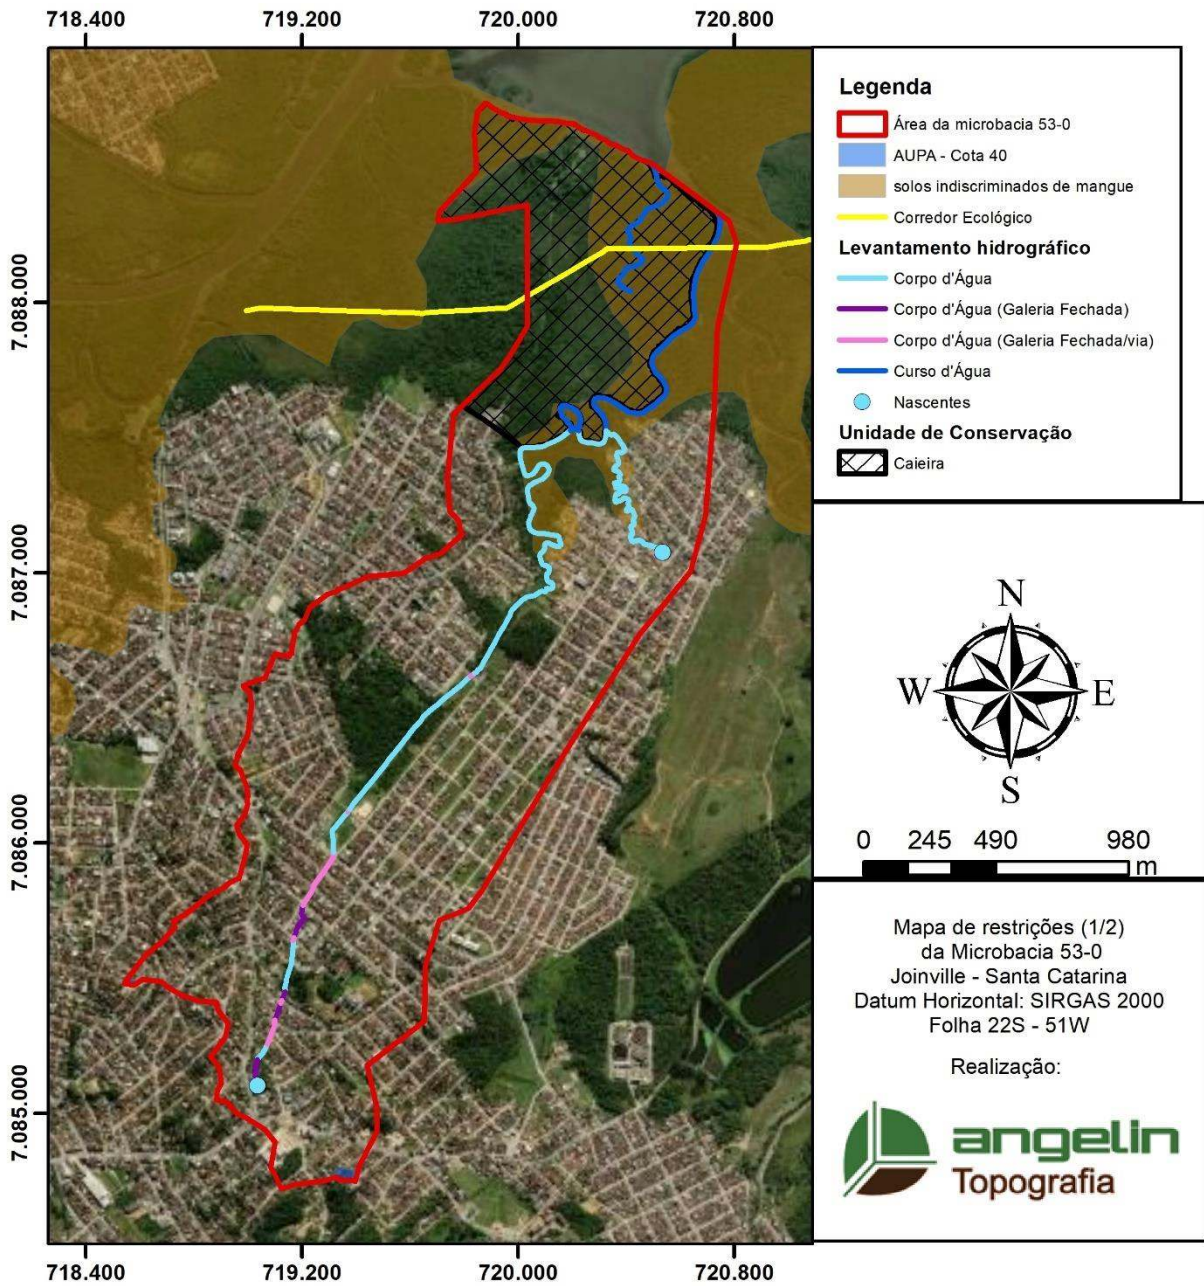 718.400
719.200
720.000
720.800
7.088.000
7.087.000
7.086.000
7.085.000
718.400
719.200
720.000
720.800
Legenda
Área da microbacia 53-0
AUPA - Cota 40
solos indiscriminados de mangue
Corredor Ecológico
Levantamento hidrográfico
Corpo d'Água
Corpo d'Água (Galeria Fechada)
Corpo d'Água (Galeria Fechada/via)
Curso d'Água
Nascentes
Unidade de Conservação
Caieira
N
W
E
S
0 245 490 980
m
Mapa de restrições (1/2)
da Microbacia 53-0
Joinville - Santa Catarina
Datum Horizontal: SIRGAS 2000
Folha 22S - 51W
Realização:
angelin
Topografia